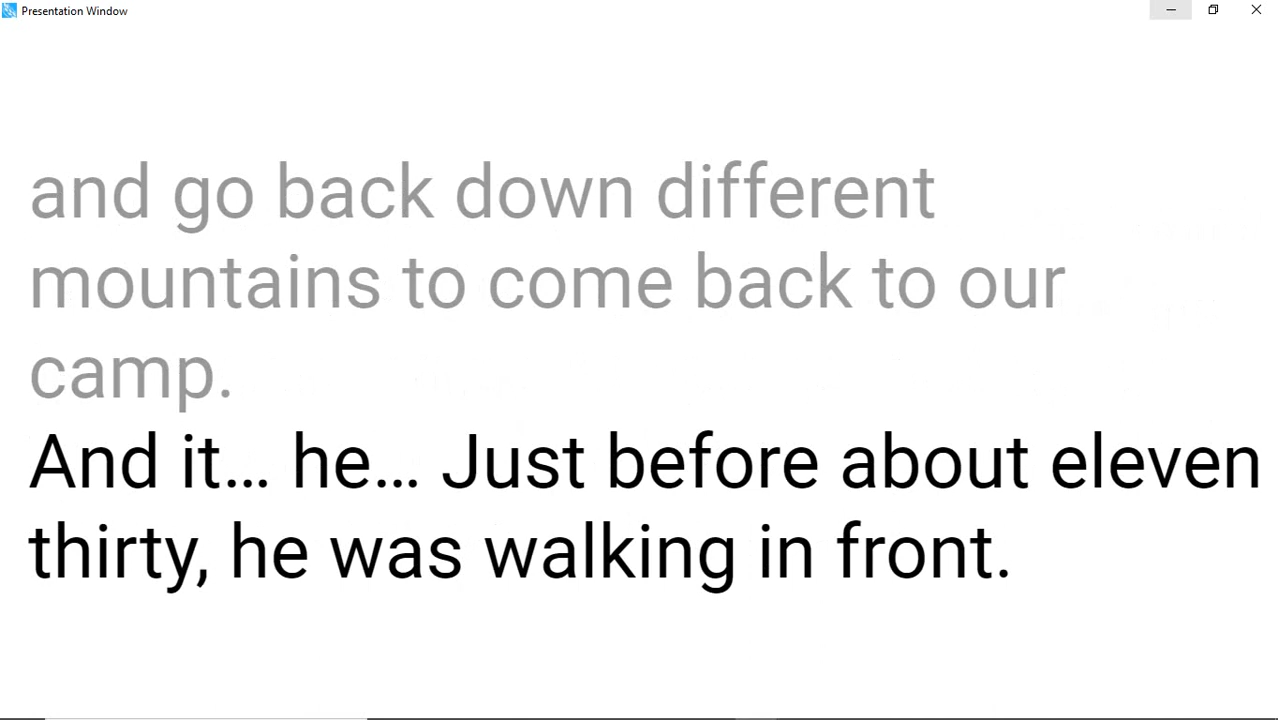 Presentation Window
and go back down different
mountains to come back to our
camp.
And it... he... Just before about eleven
thirty, he was walking in front.